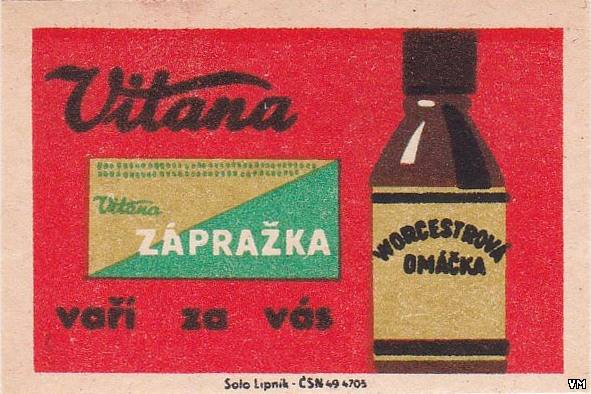 Vitana
Vitana
ZÁPRAŽKA
vaří za vás
WORCESTROVÁ
OMÁČKA
Solo Lipník - ČSN 49 4705
VM